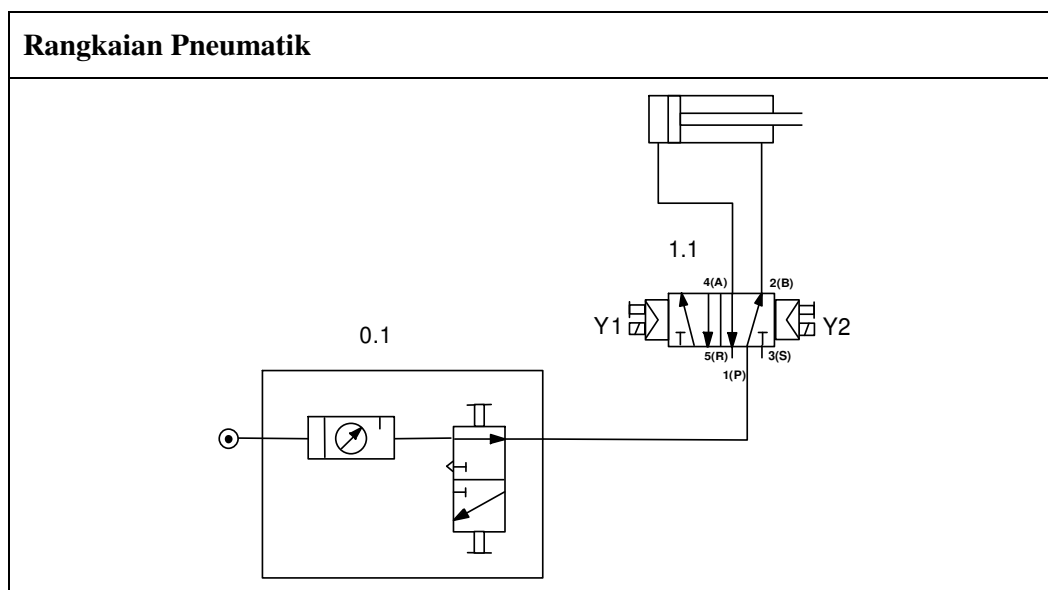 Rangkaian Pneumatik
1.1
4(A) 2(B)
Y1 Y2
5(R) 3(S)
1(P)
0.1